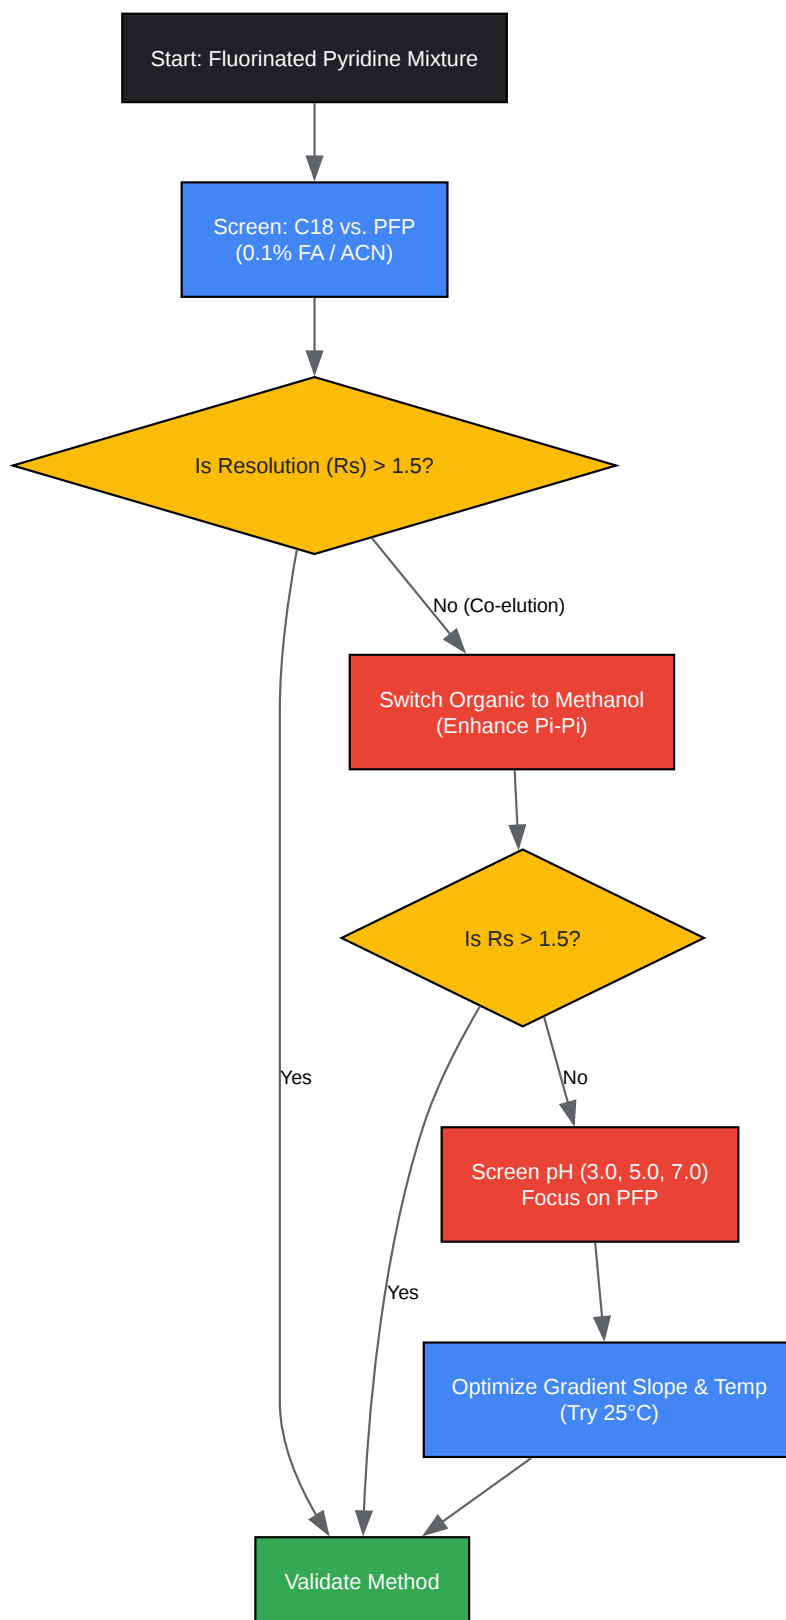 Start: Fluorinated Pyridine Mixture
Screen: C18 vs. PFP
(0.1% FA / ACN)
Is Resolution (Rs) > 1.5?
No (Co-elution)
Switch Organic to Methanol
(Enhance Pi-Pi)
Is Rs > 1.5?
Yes
No
Screen pH (3.0, 5.0, 7.0)
Focus on PFP
Yes
Optimize Gradient Slope & Temp
(Try 25°C)
Validate Method